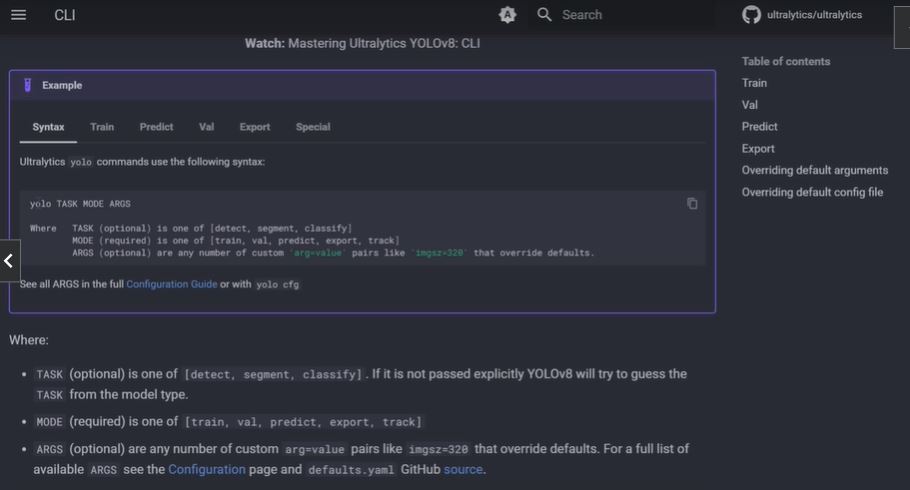 CLI
Search
ultralytics/ultralytics
Watch: Mastering Ultralytics YOLOv8: CLI
Example
Syntax Train Predict Val Export Special
Ultralytics yolo commands use the following syntax:
yolo TASK MODE ARGS
Where TASK (optional) is one of [detect, segment, classify]
MODE (required) is one of [train, val, predict, export, track]
ARGS (optional) are any number of custom 'arg=value' pairs like 'imgsz=320' that override defaults.
See all ARGS in the full Configuration Guide or with yolo cfg
Where:
• TASK (optional) is one of [detect, segment, classify]. If it is not passed explicitly YOLOv8 will try to guess the
TASK from the model type.
• MODE (required) is one of [train, val, predict, export, track]
• ARGS (optional) are any number of custom arg=value pairs like imgsz=320 that override defaults. For a full list of
available ARGS see the Configuration page and defaults.yaml GitHub source.
Table of contents
Train
Val
Predict
Export
Overriding default arguments
Overriding default config file